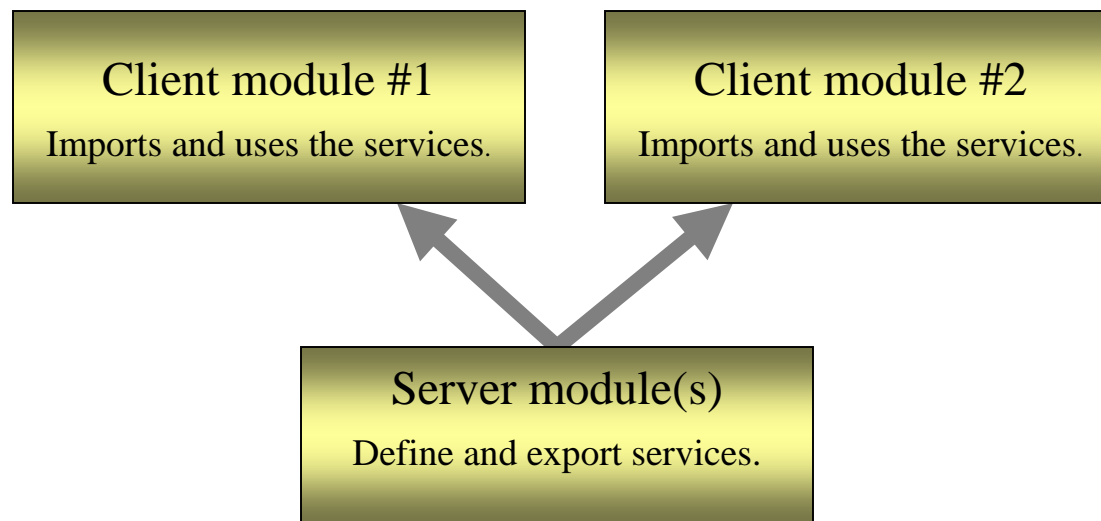 Client module #1
Imports and uses the services.
Client module #2
Imports and uses the services.
Server module(s)
Define and export services.